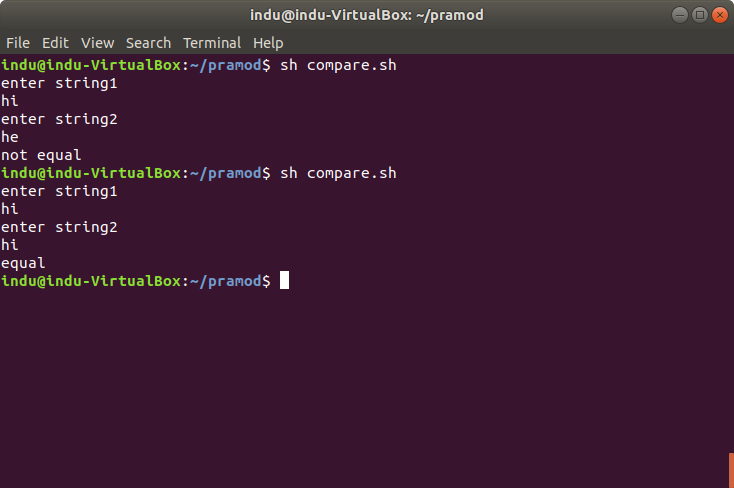 indu@indu-VirtualBox: ~/pramod
File Edit View Search Terminal Help
indu@indu-VirtualBox:~/pramod$ sh compare.sh
enter string1
hi
enter string2
he
not equal
indu@indu-VirtualBox:~/pramod$ sh compare.sh
enter string1
hi
enter string2
hi
equal
indu@indu-VirtualBox:~/pramod$